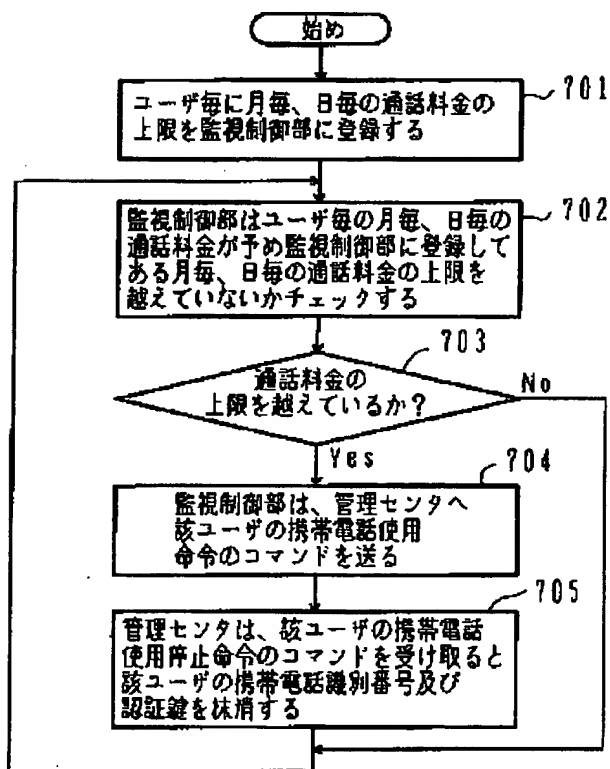 始め
701
ユーザ毎に月毎、日毎の通話料金の
上限を監視制御部に登録する
702
監視制御部はユーザ毎の月毎、日毎の
通話料金が予め監視制御部に登録して
ある月毎、日毎の通話料金の上限を
越えていないかチェックする
703
通話料金の
上限を越えているか？
No
Yes
704
監視制御部は、管理センタへ
該ユーザの携帯電話使用
命令のコマンドを送る
705
管理センタは、該ユーザの携帯電話
使用停止命令のコマンドを受け取ると
該ユーザの携帯電話識別番号及び
認証鍵を抹消する